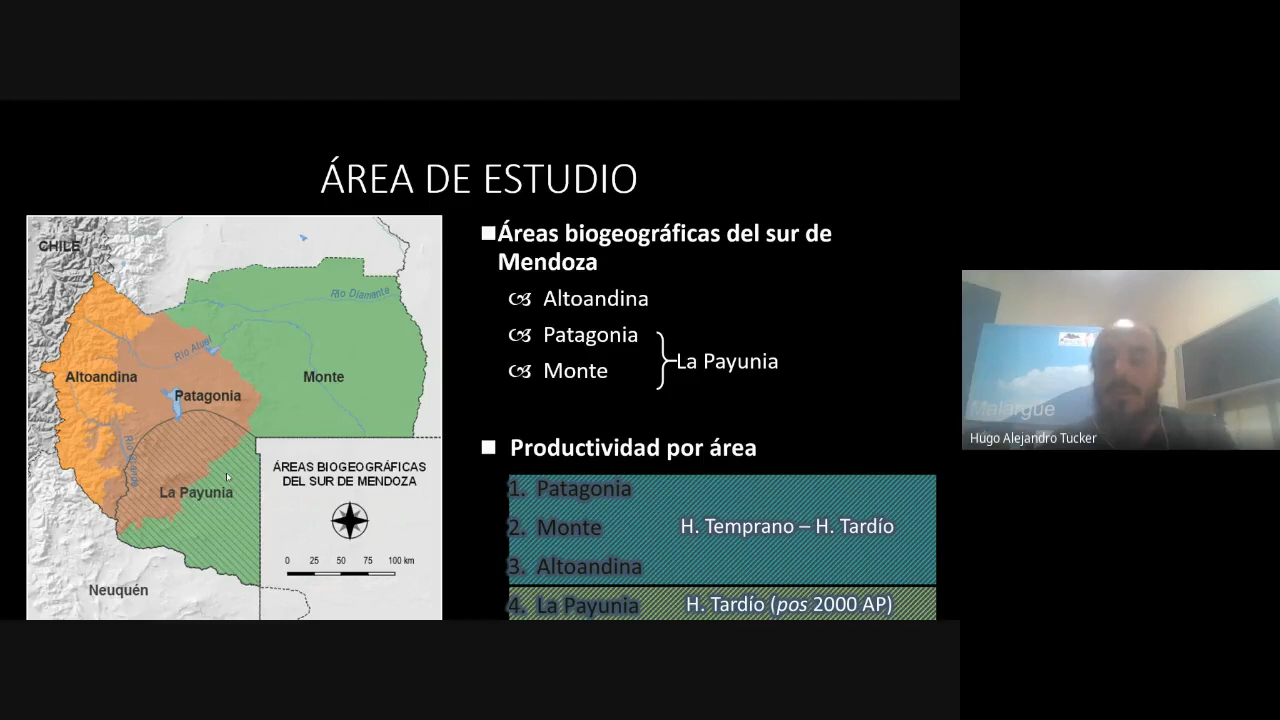 ÁREA DE ESTUDIO
CHILE
Río Diamante
Río Atuel
Altoandina
Monte
Patagonia
Río Grande
La Payunia
Neuquén
ÁREAS BIOGEOGRÁFICAS
DEL SUR DE MENDOZA
0 25 50 75 100 km
Áreas biogeográficas del sur de
Mendoza
Altoandina
Patagonia
Monte
La Payunia
Productividad por área
1. Patagonia
2. Monte
3. Altoandina
H. Temprano – H. Tardío
4. La Payunia
H. Tardío (pos 2000 AP)
Malargüe
Hugo Alejandro Tucker